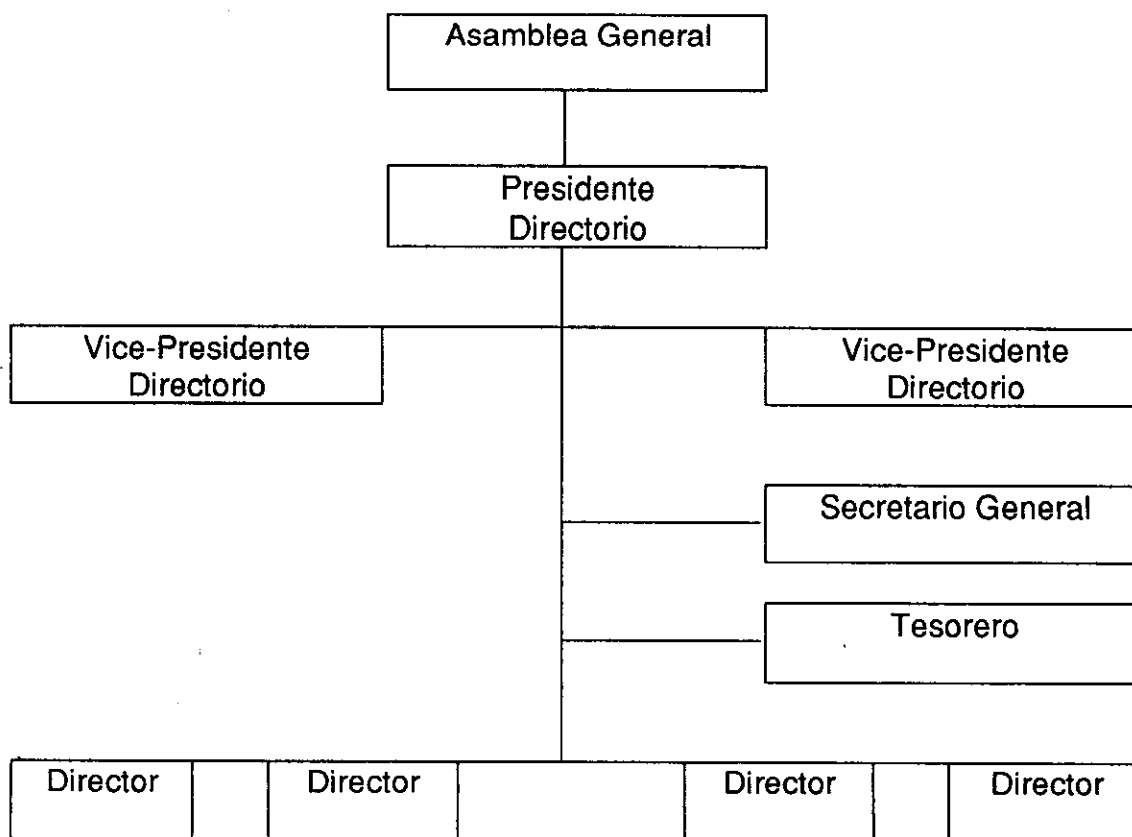 Asamblea General
Presidente
Directorio
Vice-Presidente
Directorio
Vice-Presidente
Directorio
Secretario General
Tesorero
Director
Director
Director
Director